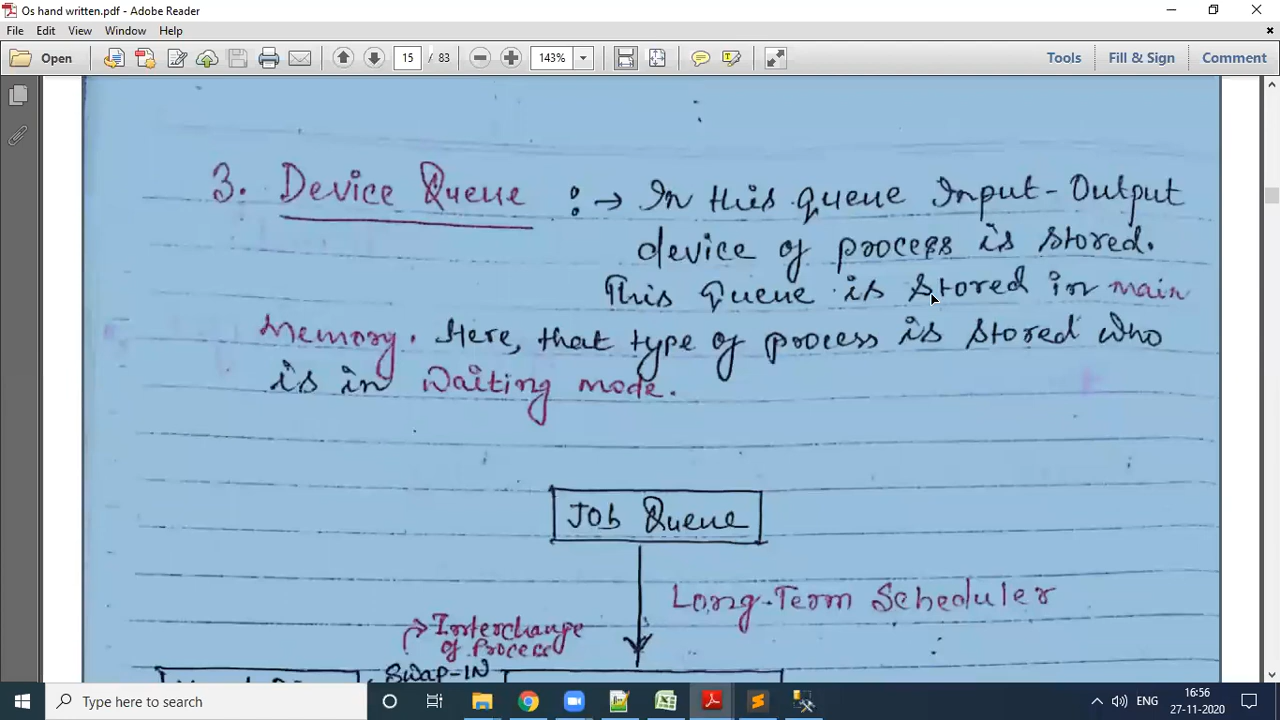 Os hand written.pdf - Adobe Reader
File Edit View Window Help
Open 15 / 83 143% Tools Fill & Sign Comment
3. Device Queue :→ In this queue Input-Output
device of process is stored.
This Queue is stored in main
Memory. Here, that type of process is stored who
is in waiting mode.
Job Queue
Long-Term Scheduler
→ Interchange
of Process
Swap-IN
Type here to search
ENG 16:56
27-11-2020